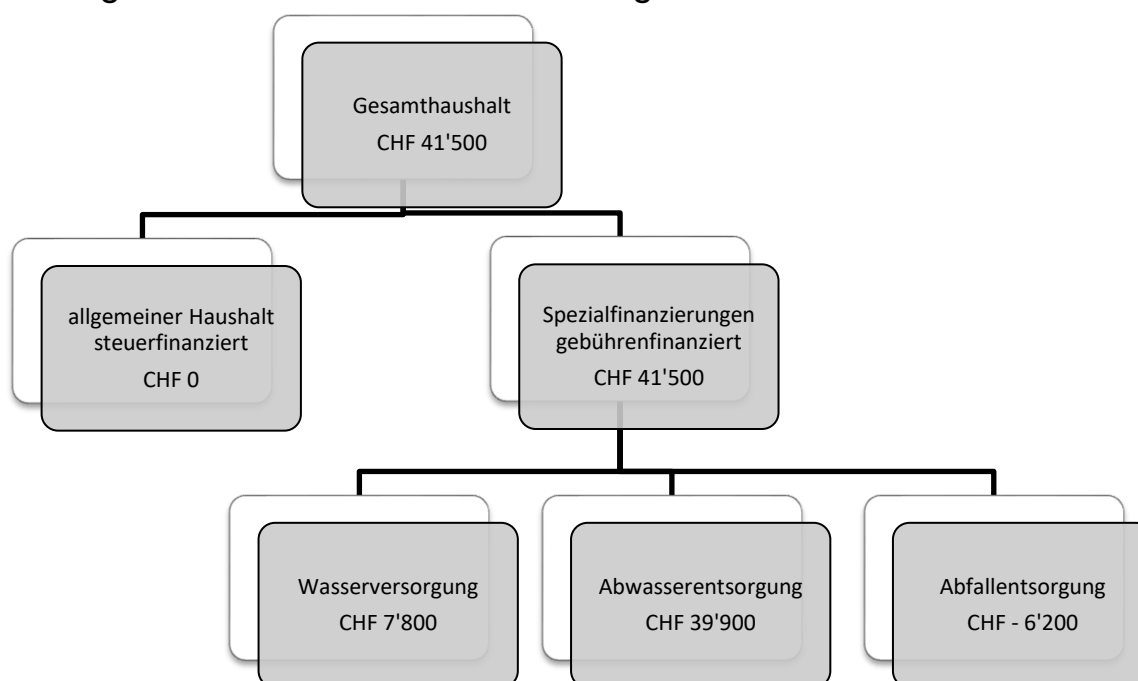 Gesamthaushalt
CHF 41'500
allgemeiner Haushalt
steuerfinanziert
CHF 0
Spezialfinanzierungen
gebührenfinanziert
CHF 41'500
Wasserversorgung
CHF 7'800
Abwasserentsorgung
CHF 39'900
Abfallentsorgung
CHF - 6'200